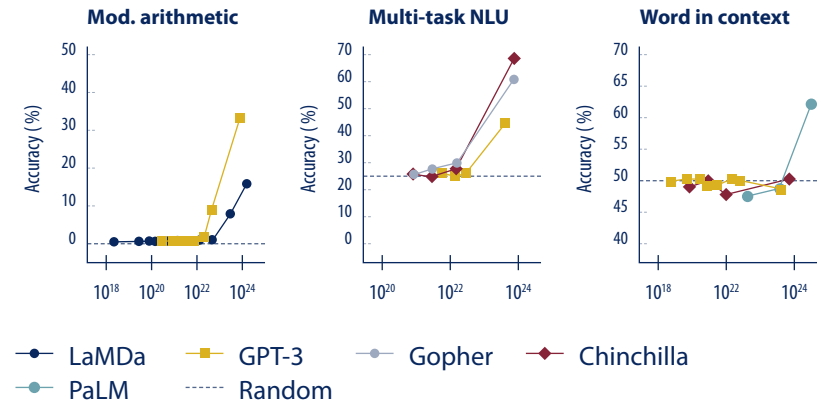 Mod. arithmetic
Accuracy (%)
50
40
30
20
10
0
10^18
10^20
10^22
10^24
Multi-task NLU
Accuracy (%)
70
60
50
40
30
20
10
0
10^20
10^22
10^24
Word in context
Accuracy (%)
70
65
60
55
50
45
40
10^18
10^22
10^24
LaMDa
GPT-3
Gopher
Chinchilla
PaLM
Random